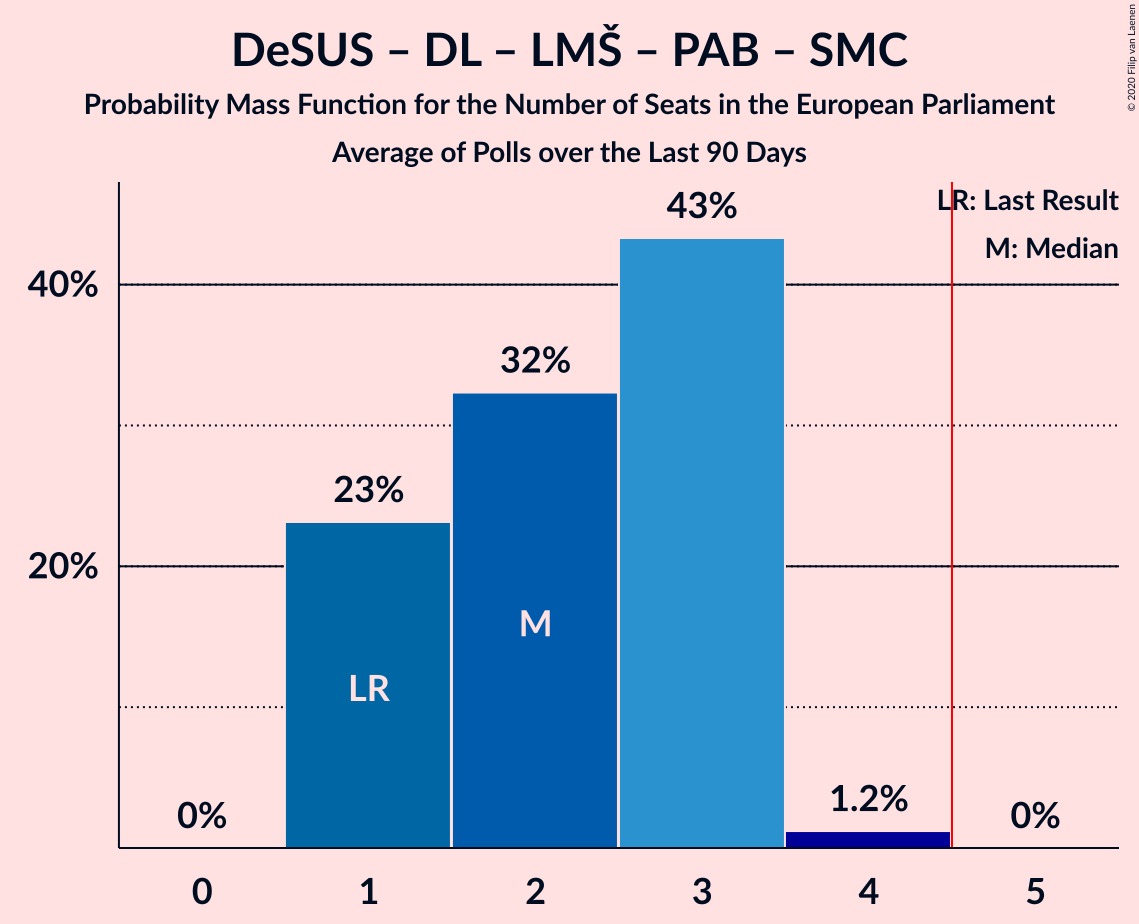 DeSUS – DL – LMŠ – PAB – SMC
Probability Mass Function for the Number of Seats in the European Parliament
Average of Polls over the Last 90 Days
© 2020 Filip van Laenen
LR: Last Result
M: Median
43%
40%
32%
23%
20%
M
LR
0%
1.2%
0%
0 1 2 3 4 5